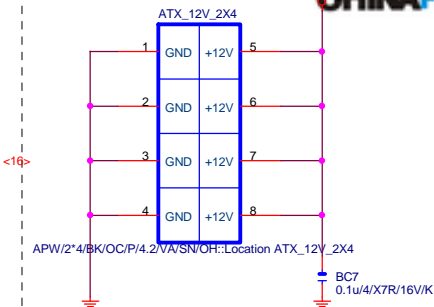 CHINAF
ATX_12V_2X4
1 GND +12V 5
2 GND +12V 6
3 GND +12V 7
<16>
4 GND +12V 8
APW/2*4/BK/OC/P/4.2/VA/SN/OH::Location ATX_12V_2X4
BC7
0.1u/4/X7R/16V/K